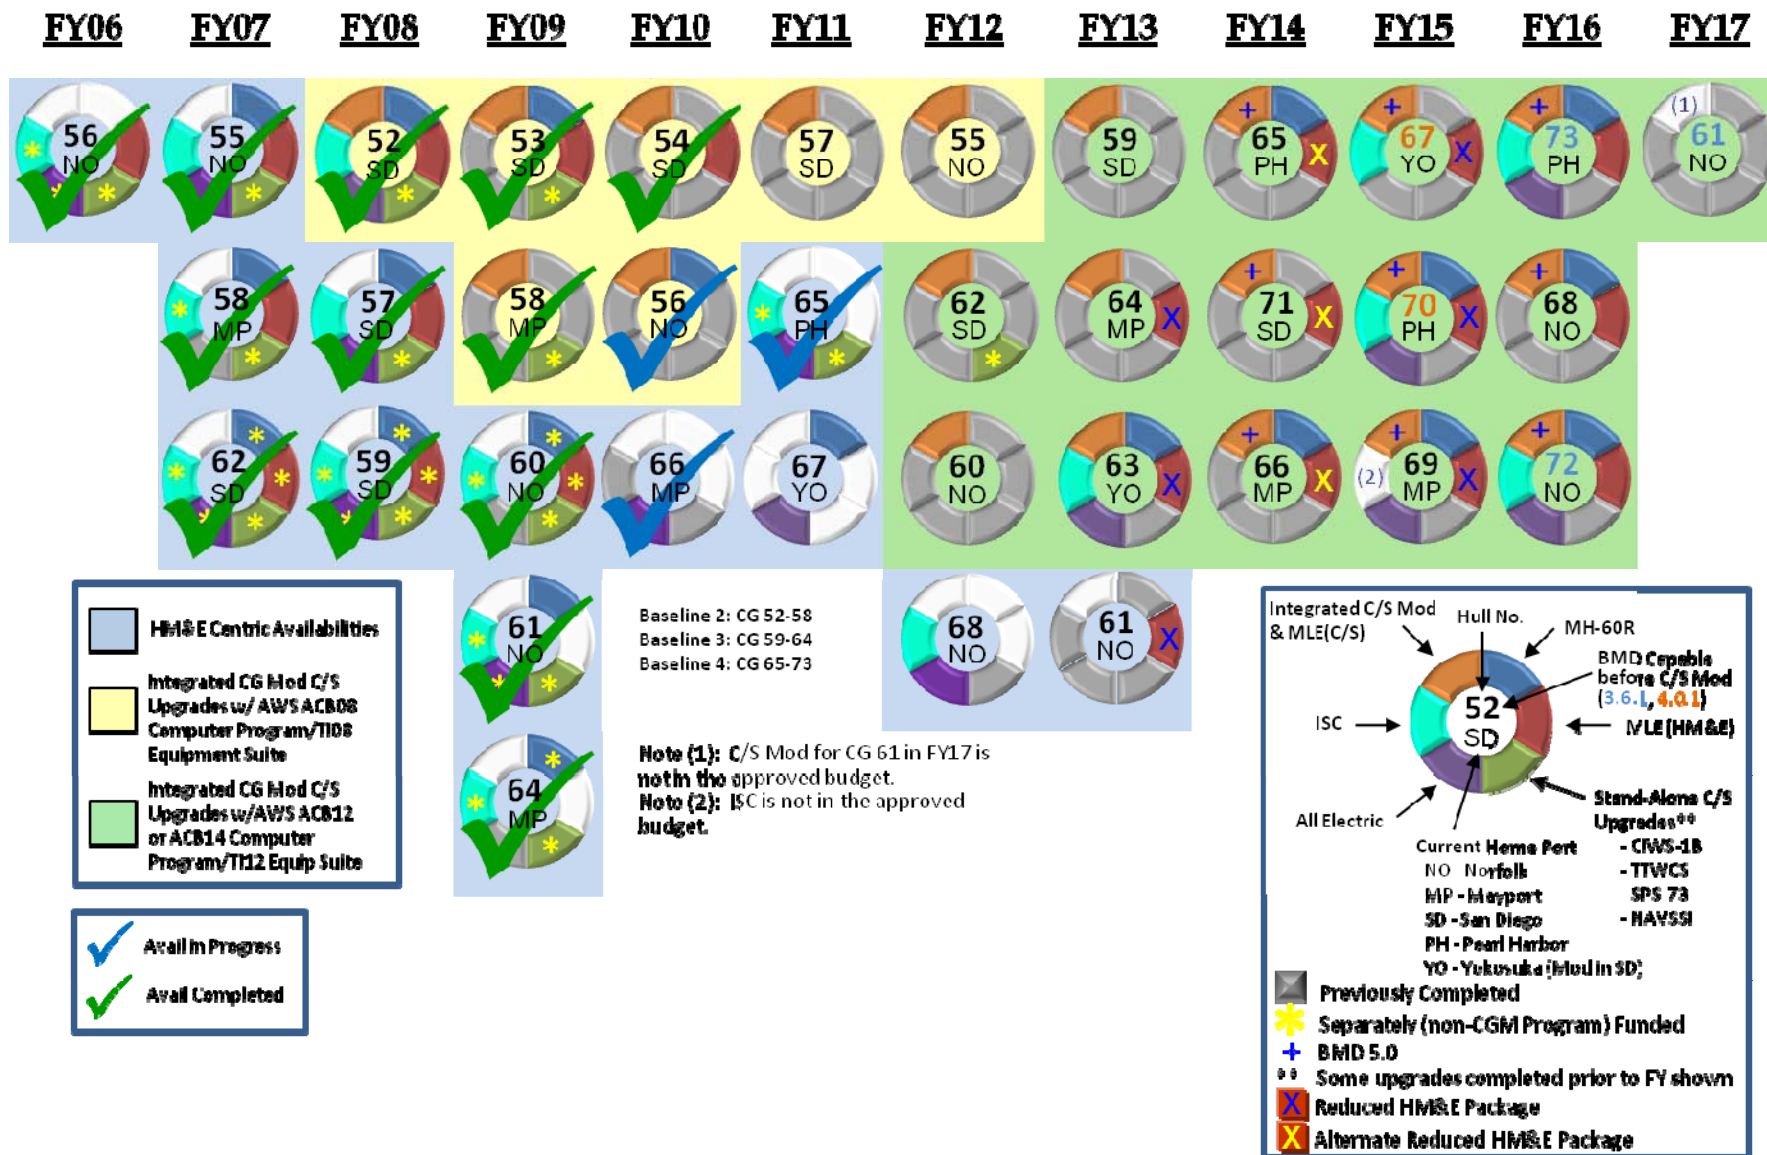 FY06 FY07 FY08 FY09 FY10 FY11 FY12 FY13 FY14 FY15 FY16 FY17
56 55 52 53 54 57 55 59 65 67 73 61
NO NO SD SD SD SD NO SD PH YO PH NO
* * * * * + X + X + (1)
58 57 58 56 65 62 64 71 70 68
MP SD MP NO PH SD MP SD PH NO
* * * * * * * * X + X + X +
62 59 60 66 67 60 63 66 69 72
SD SD NO MP YO NO YO MP MP NO
* * * * * * * * * * * X + X + (2) X +
61 68 61
NO NO NO
* * * X
64
MP
* * *
HM&E Centric Availabilities
Integrated CG Mod C/S
Upgrades w/ AWS ACB08
Computer Program/TI08
Equipment Suite
Integrated CG Mod C/S
Upgrades w/AWS ACB12
or ACB14 Computer
Program/TI12 Equip Suite
Avail in Progress
Avail Completed
Baseline 2: CG 52-58
Baseline 3: CG 59-64
Baseline 4: CG 65-73
Note (1): C/S Mod for CG 61 in FY17 is
not in the approved budget.
Note (2): ISC is not in the approved
budget.
Integrated C/S Mod
& MLE(C/S)
Hull No.
MH-60R
BMD Capable
before C/S Mod
(3.6.1, 4.0.1)
52
SD
ISC
MLE(HM&E)
All Electric
Stand-Alone C/S
Upgrades**
- CIWS-1B
- TTWCS
SPS 73
- NAVSSI
Current Home Port
NO Norfolk
MP - Mayport
SD - San Diego
PH - Pearl Harbor
YO - Yokosuka (Mod in SD)
Previously Completed
* Separately (non-CGM Program) Funded
+ BMD 5.0
** Some upgrades completed prior to FY shown
X Reduced HM&E Package
X Alternate Reduced HM&E Package